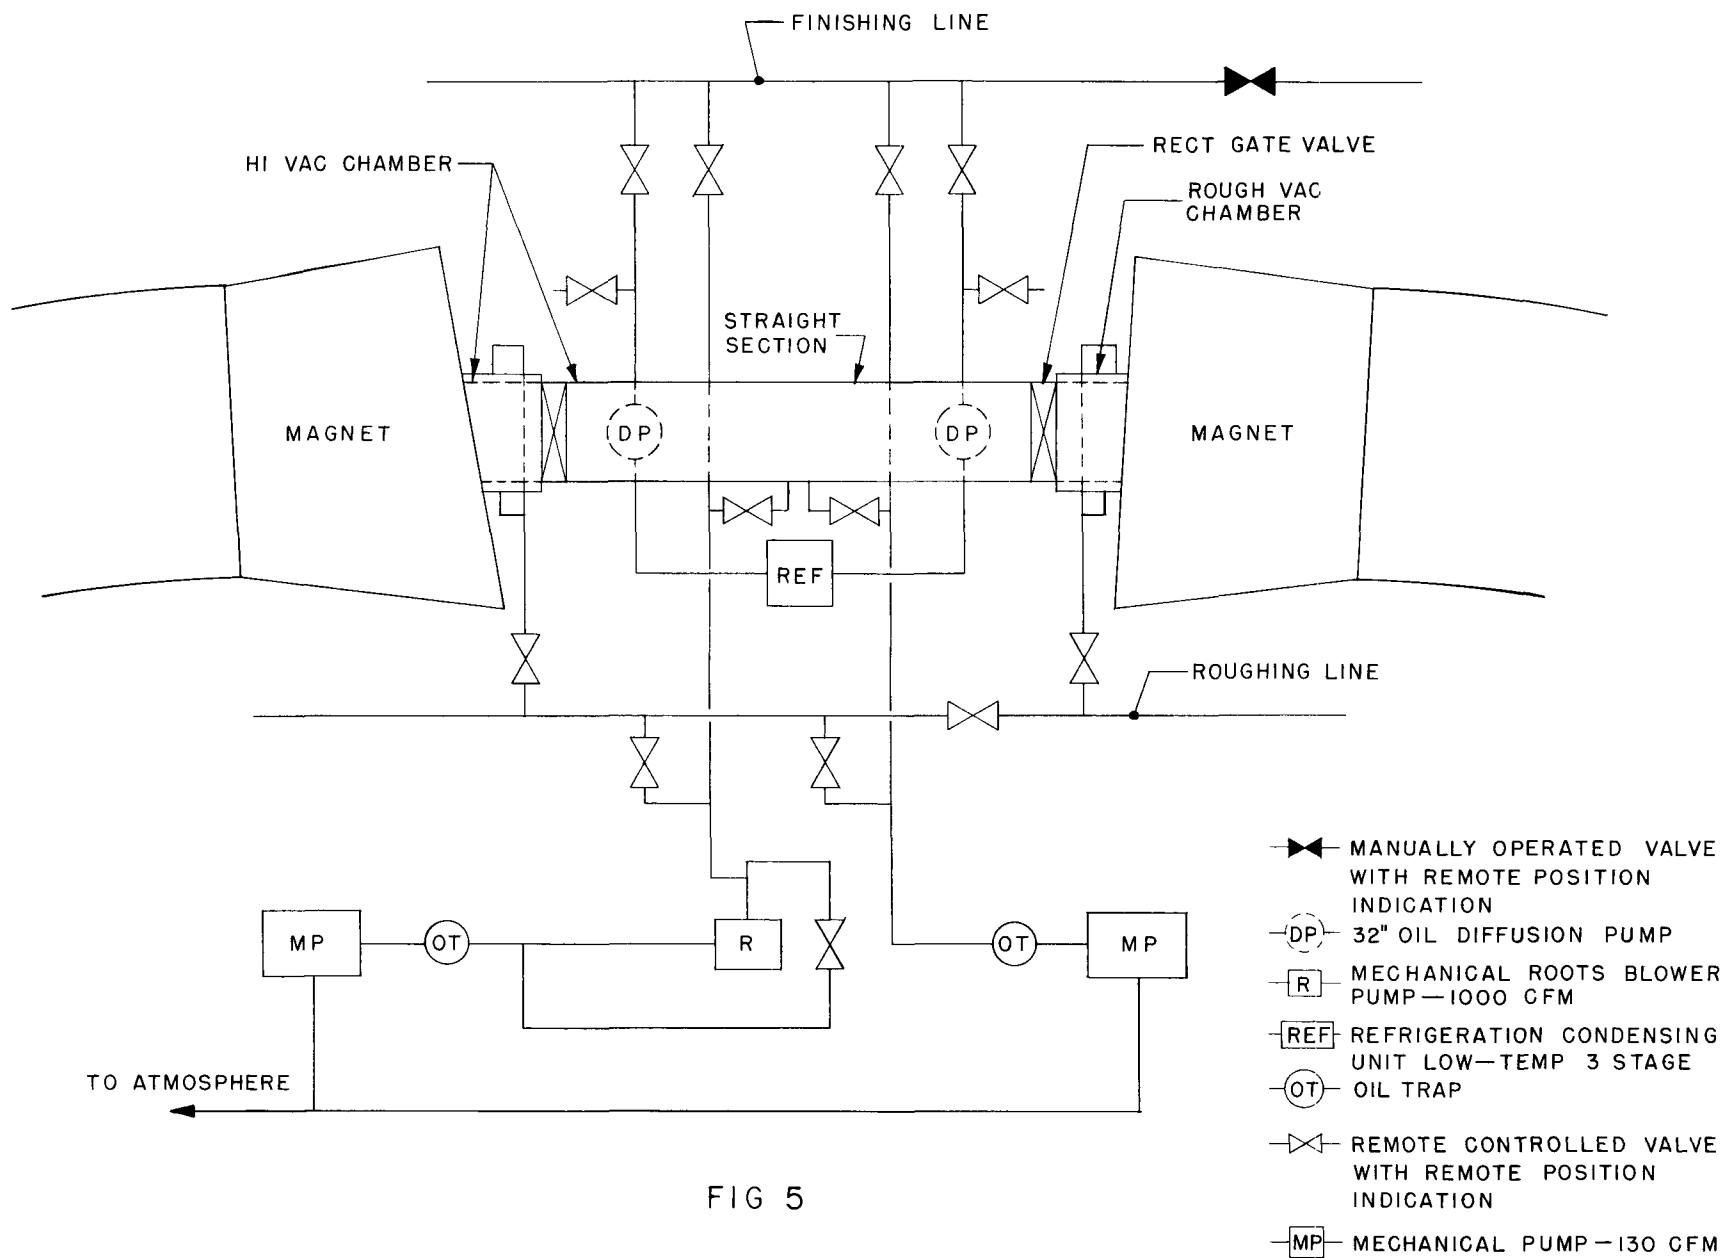 FINISHING LINE
HI VAC CHAMBER
RECT GATE VALVE
ROUGH VAC
CHAMBER
STRAIGHT
SECTION
MAGNET
DP
DP
MAGNET
REF
ROUGHING LINE
MP
OT
R
OT
MP
TO ATMOSPHERE
MANUALLY OPERATED VALVE
WITH REMOTE POSITION
INDICATION
DP 32" OIL DIFFUSION PUMP
R MECHANICAL ROOTS BLOWER
PUMP—1000 CFM
REF REFRIGERATION CONDENSING
UNIT LOW—TEMP 3 STAGE
OT OIL TRAP
REMOTE CONTROLLED VALVE
WITH REMOTE POSITION
INDICATION
MP MECHANICAL PUMP—130 CFM
FIG 5